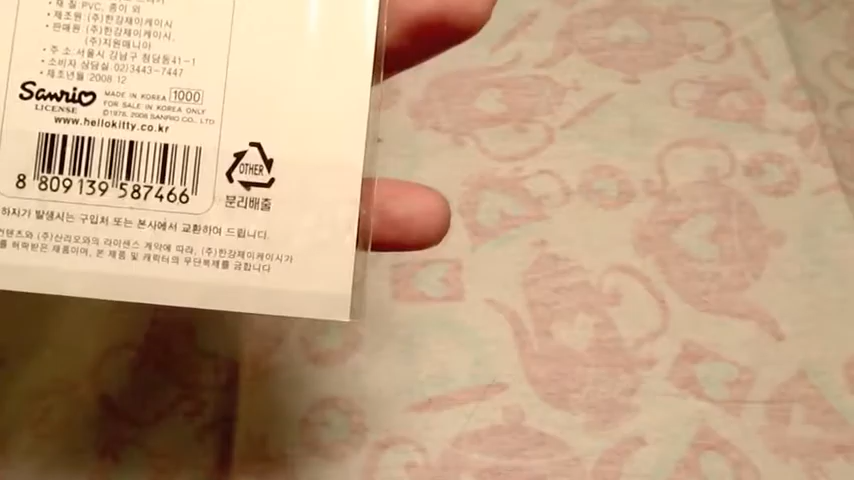 • 재 질:PVC, 종이 외
• 제조원 : (주)한강제이케이시
• 판매원 : (주)한강제이케이시.
(주)지원매니아
• 주 소:서울시 강남구 청담동41-1
• 소비자 상담실: 02)3443-7447
• 제조년월: 2008.12
Sanrio
LICENSE
MADE IN KOREA 1000
FOR SALE IN KOREA ONLY
©1976, 2008 SANRIO CO., LTD
www.hellokitty.co.kr
8 809139 587466
OTHER
분리배출
하자가 발생시는 구입처 또는 본사에서 교환하여 드립니다.
(주)산리오와의 라이센스 계약에 따라, (주)한강제이케이시가
허락받은 제품이며, 본 제품 및 캐릭터의 무단복제를 금합니다